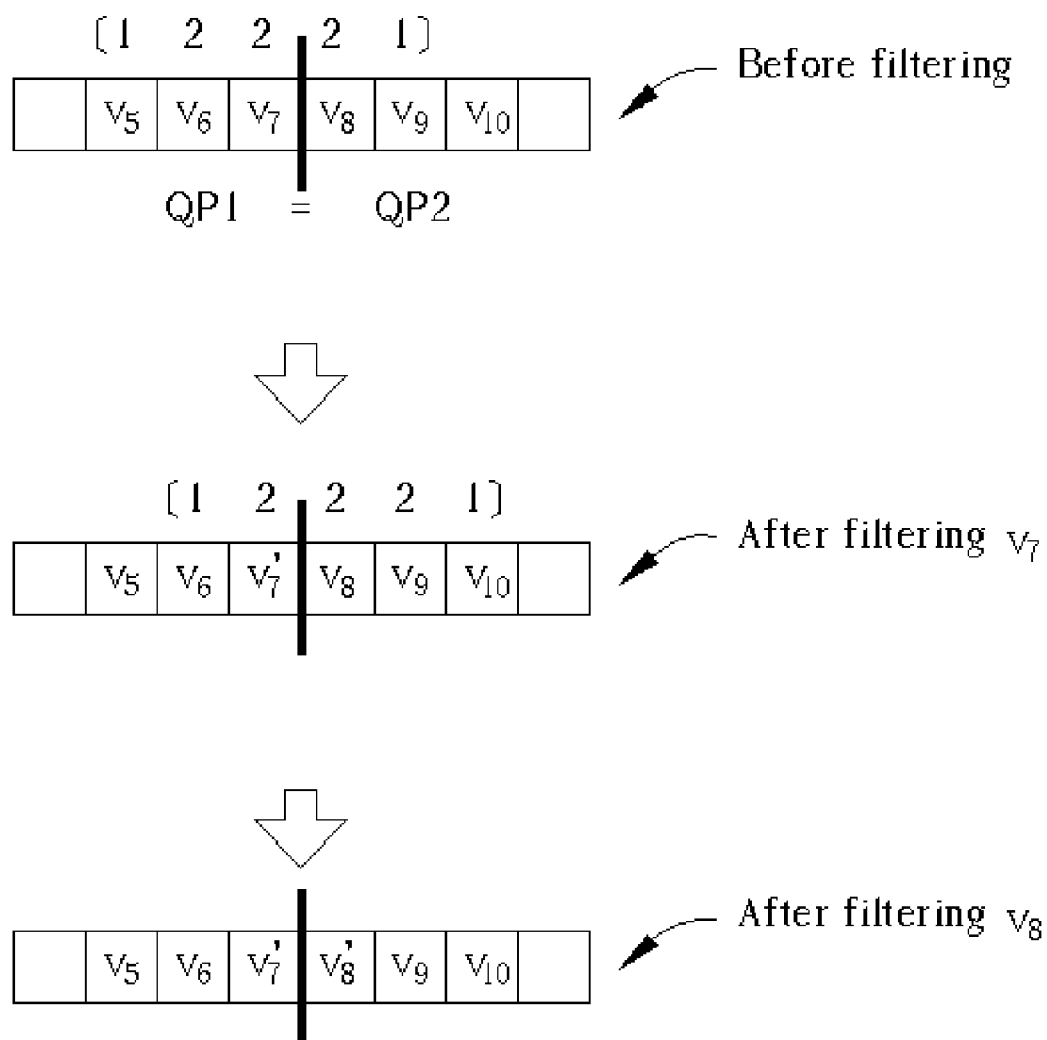 [1 2 2 2 1]
Before filtering
V5 V6 V7 V8 V9 V10
QP1 = QP2
[1 2 2 2 1]
After filtering V7
V5 V6 V7' V8 V9 V10
After filtering V8
V5 V6 V7' V8' V9 V10